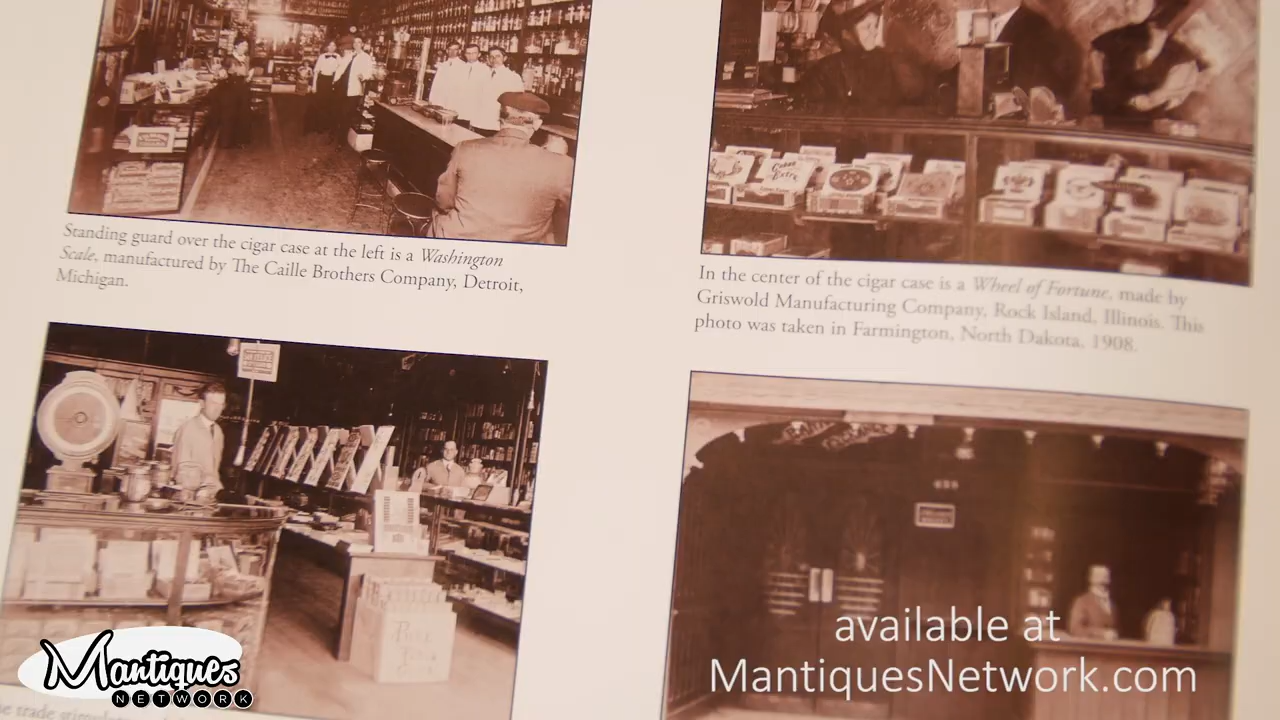 Standing guard over the cigar case at the left is a Washington
Scale, manufactured by The Caille Brothers Company, Detroit,
Michigan.
Cuban
Extra
In the center of the cigar case is a Wheel of Fortune, made by
Griswold Manufacturing Company, Rock Island, Illinois. This
photo was taken in Farmington, North Dakota, 1908.
available at
MantiquesNetwork.com
Mantiques
NETWORK